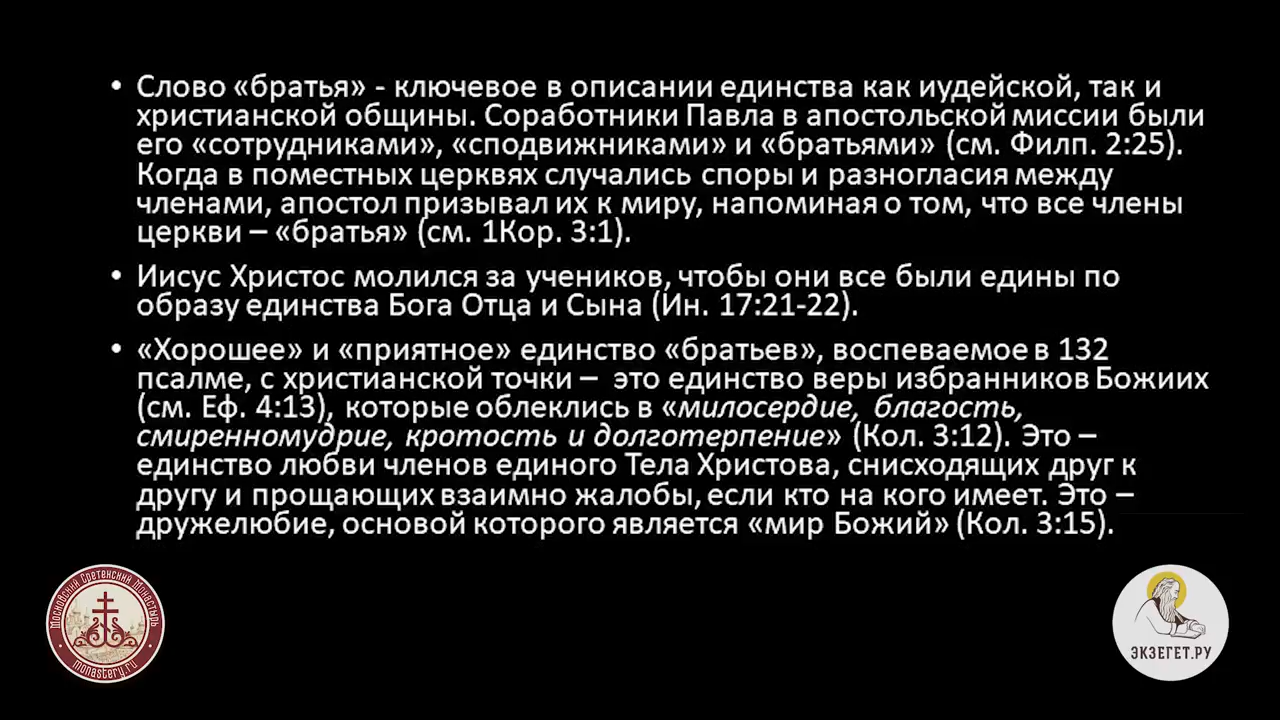 • Слово «братья» - ключевое в описании единства как иудейской, так и
христианской общины. Соработники Павла в апостольской миссии были
его «сотрудниками», «сподвижниками» и «братьями» (см. Филп. 2:25).
Когда в поместных церквях случались споры и разногласия между
членами, апостол призывал их к миру, напоминая о том, что все члены
церкви – «братья» (см. 1Кор. 3:1).
• Иисус Христос молился за учеников, чтобы они все были едины по
образу единства Бога Отца и Сына (Ин. 17:21-22).
• «Хорошее» и «приятное» единство «братьев», воспеваемое в 132
псалме, с христианской точки – это единство веры избранников Божиих
(см. Еф. 4:13), которые облеклись в «милосердие, благость,
смиренномудрие, кротость и долготерпение» (Кол. 3:12). Это –
единство любви членов единого Тела Христова, снисходящих друг к
другу и прощающих взаимно жалобы, если кто на кого имеет. Это –
дружелюбие, основой которого является «мир Божий» (Кол. 3:15).
Московский Сретенский Монастырь
monastery.ru
ЭКЗЕГЕТ.РУ